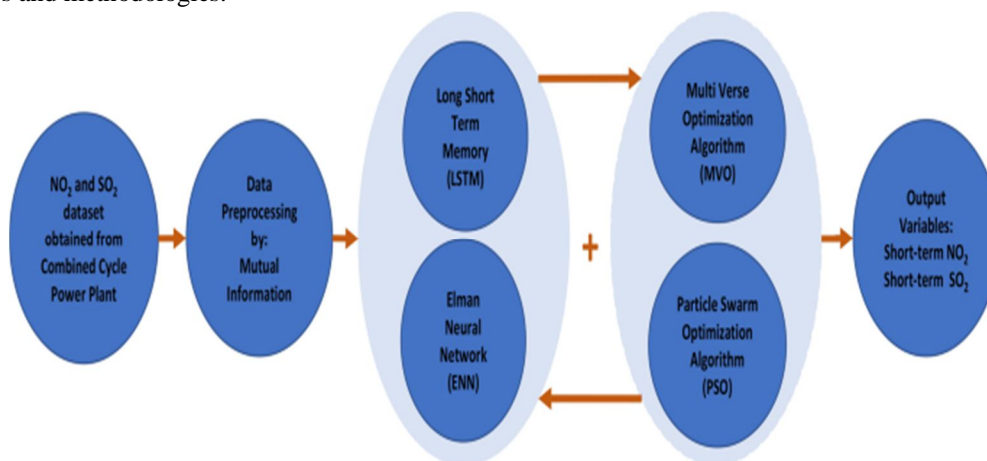 s and methodologies.
NO₂ and SO₂
dataset
obtained from
Combined Cycle
Power Plant
Data
Preprocessing
by:
Mutual
Information
Long Short
Term
Memory
(LSTM)
Elman
Neural
Network
(ENN)
+
Multi Verse
Optimization
Algorithm
(MVO)
Particle Swarm
Optimization
Algorithm
(PSO)
Output
Variables:
Short-term NO₂
Short-term SO₂